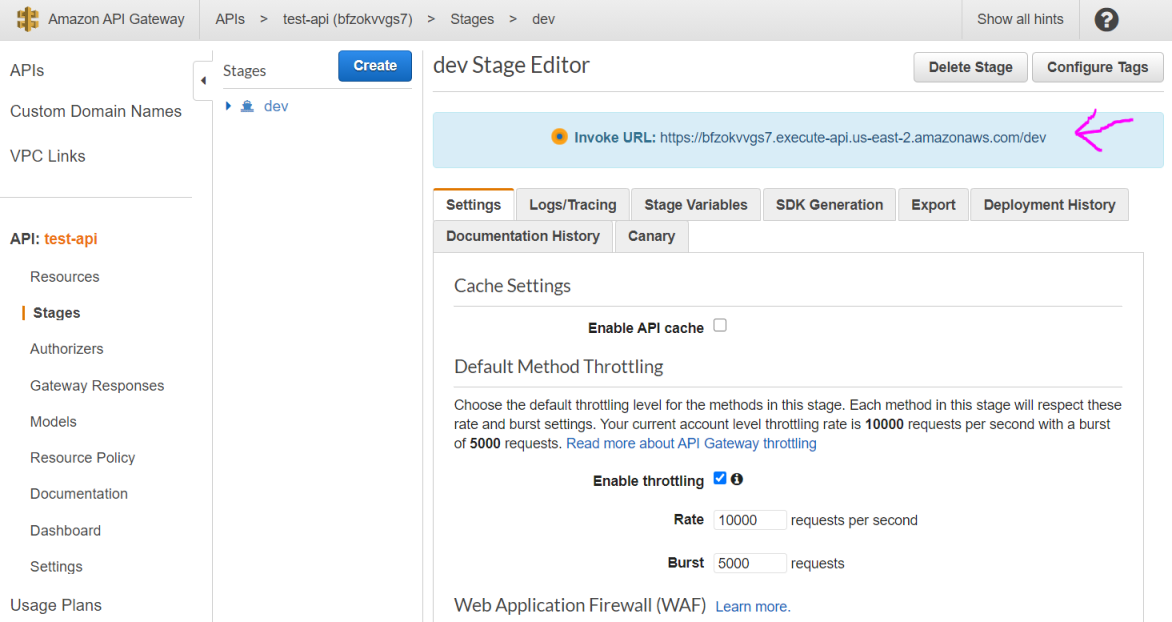 Amazon API Gateway
APIs > test-api (bfzokvvgs7) > Stages > dev
Show all hints
?
APIs
Custom Domain Names
VPC Links
API: test-api
Resources
Stages
Authorizers
Gateway Responses
Models
Resource Policy
Documentation
Dashboard
Settings
Usage Plans
Stages
Create
dev
dev Stage Editor
Delete Stage
Configure Tags
Invoke URL: https://bfzokvvgs7.execute-api.us-east-2.amazonaws.com/dev
Settings
Logs/Tracing
Stage Variables
SDK Generation
Export
Deployment History
Documentation History
Canary
Cache Settings
Enable API cache
Default Method Throttling
Choose the default throttling level for the methods in this stage. Each method in this stage will respect these
rate and burst settings. Your current account level throttling rate is 10000 requests per second with a burst
of 5000 requests. Read more about API Gateway throttling
Enable throttling
Rate 10000 requests per second
Burst 5000 requests
Web Application Firewall (WAF) Learn more.